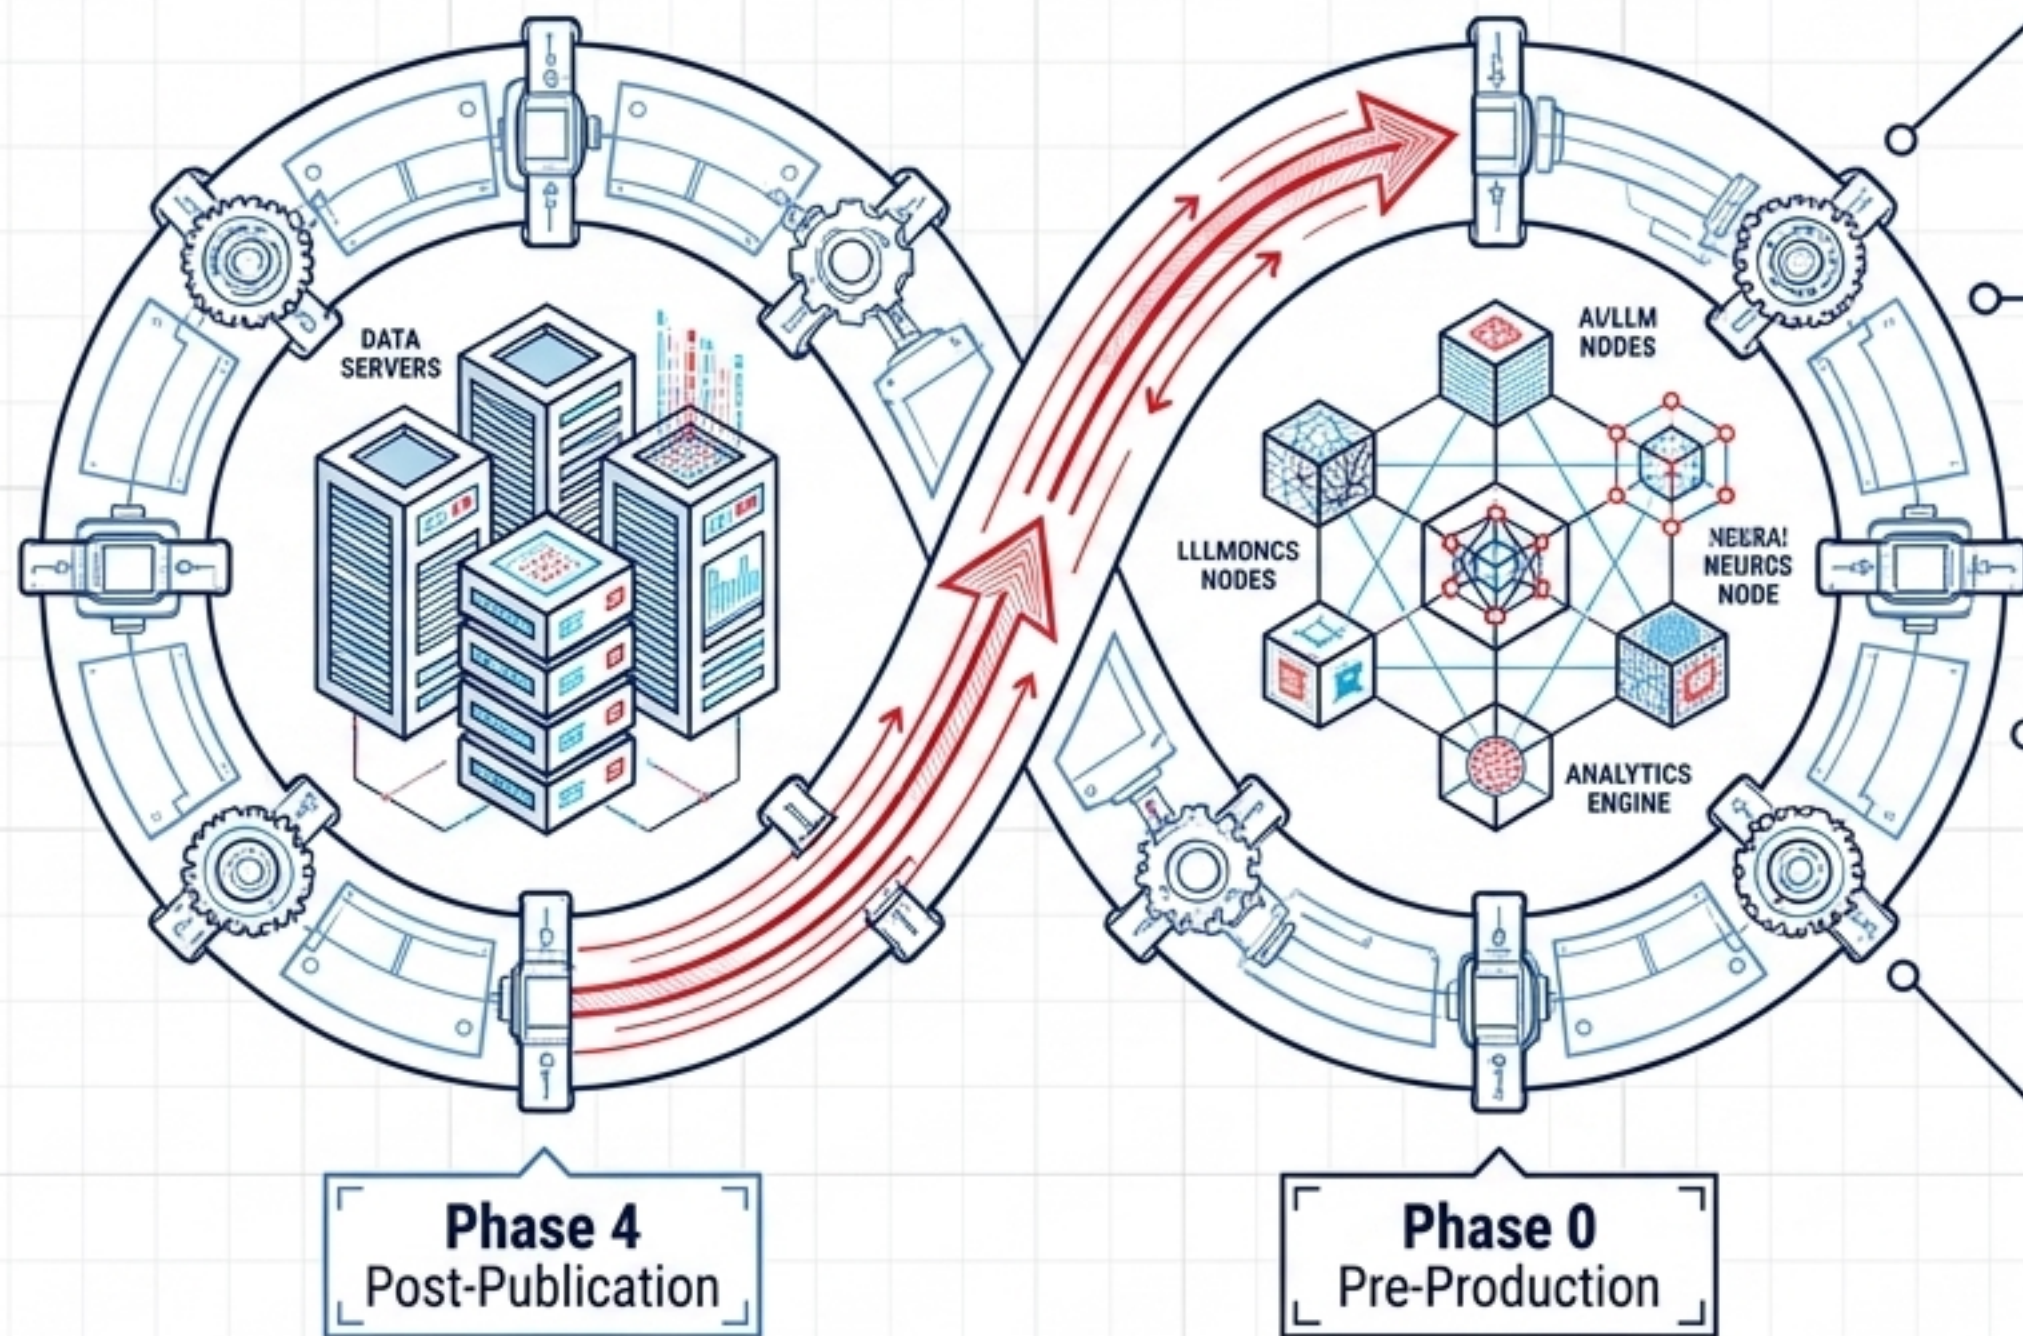 DATA
SERVERS
AI/LLM
NODES
LLLMONCS
NODES
NEURCS
NODE
ANALYTICS
ENGINE
Phase 4
Post-Publication
Phase 0
Pre-Production